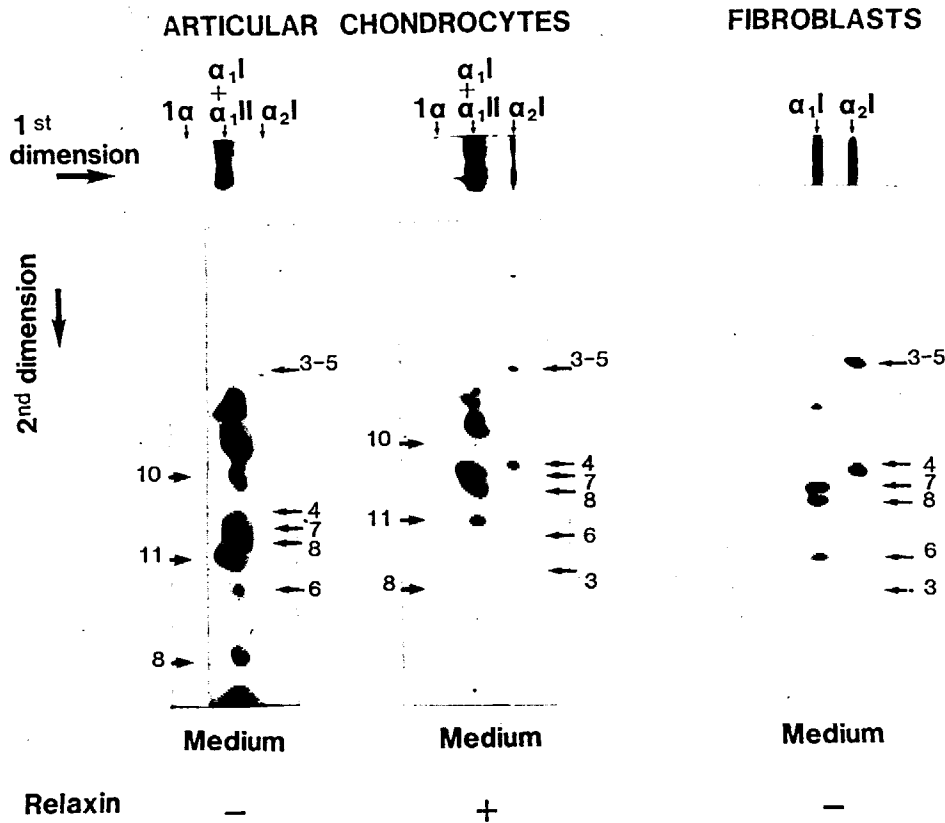 ARTICULAR CHONDROCYTES FIBROBLASTS
α₁I α₁I
+ +
1α α₁II α₂I 1α α₁II α₂I α₁I α₂I
1st
dimension
2nd dimension
3-5 3-5 3-5
10 10
4 4 4
7 7 7
8 8 8
11 11
6 6 6
3 3
8 8
Medium Medium Medium
Relaxin − + −